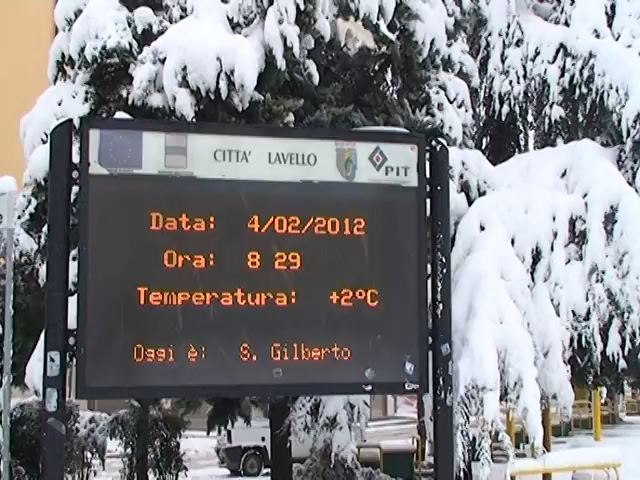 CITTA' LAVELLO
PIT
Data: 4/02/2012
Ora: 8 29
Temperatura: +2°C
Oggi è: S. Gilberto